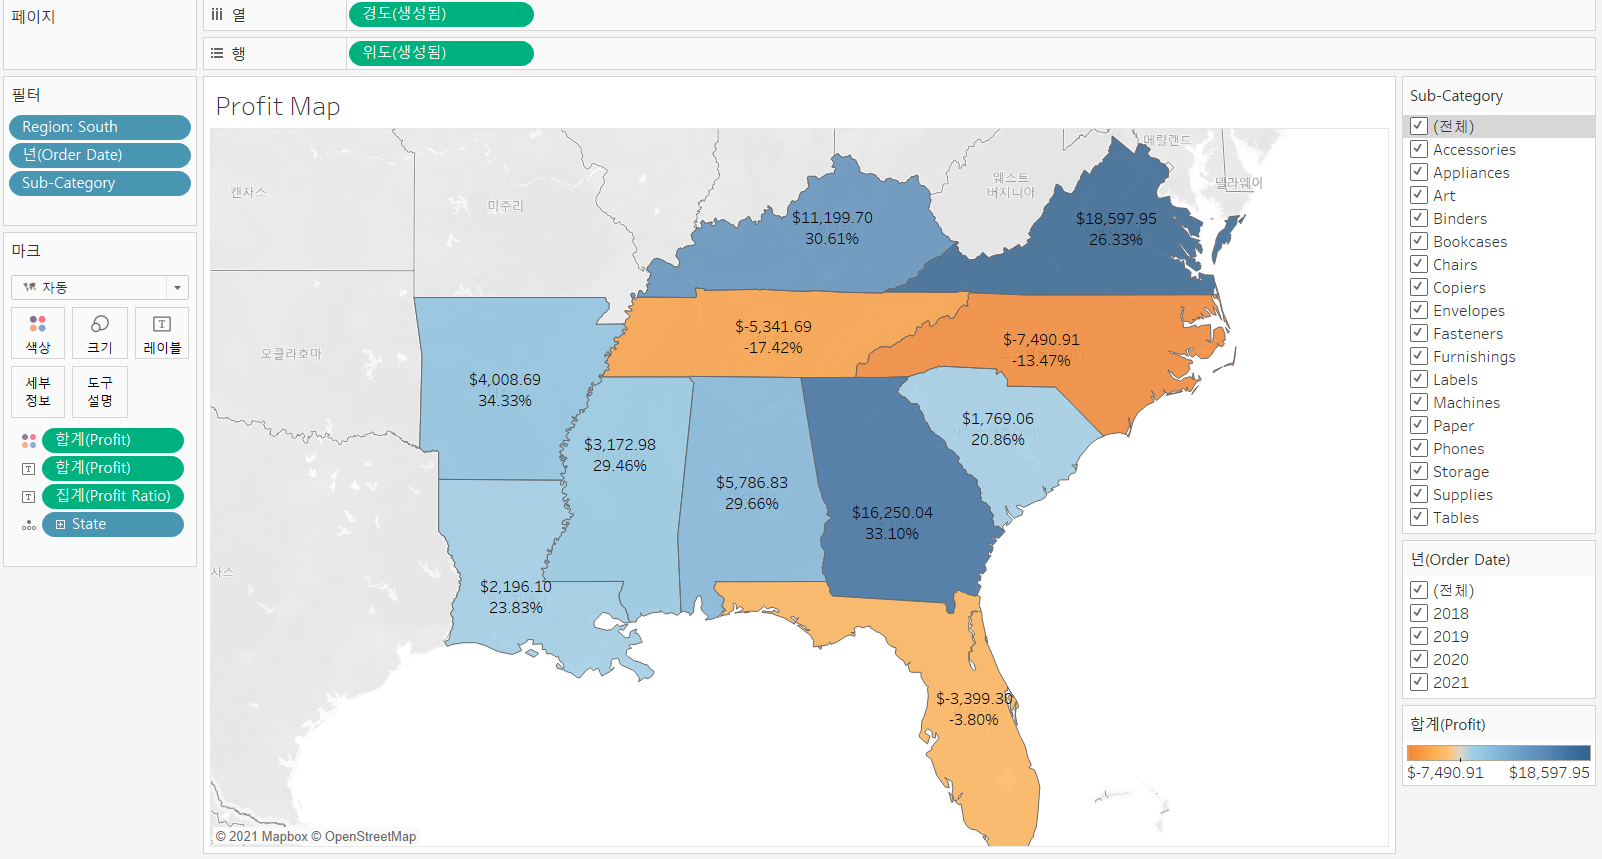 페이지
열
경도(생성됨)
행
위도(생성됨)
필터
Region: South
년(Order Date)
Sub-Category
마크
자동
색상
크기
레이블
세부
정보
도구
설명
합계(Profit)
합계(Profit)
집계(Profit Ratio)
State
Profit Map
메릴랜드
캔자스
미주리
웨스트
버지니아
델라웨어
$11,199.70
30.61%
$18,597.95
26.33%
오클라호마
$-5,341.69
-17.42%
$-7,490.91
-13.47%
$4,008.69
34.33%
$1,769.06
20.86%
$3,172.98
29.46%
$5,786.83
29.66%
$16,250.04
33.10%
사스
$2,196.10
23.83%
$-3,399.30
-3.80%
© 2021 Mapbox © OpenStreetMap
Sub-Category
(전체)
Accessories
Appliances
Art
Binders
Bookcases
Chairs
Copiers
Envelopes
Fasteners
Furnishings
Labels
Machines
Paper
Phones
Storage
Supplies
Tables
년(Order Date)
(전체)
2018
2019
2020
2021
합계(Profit)
$-7,490.91
$18,597.95